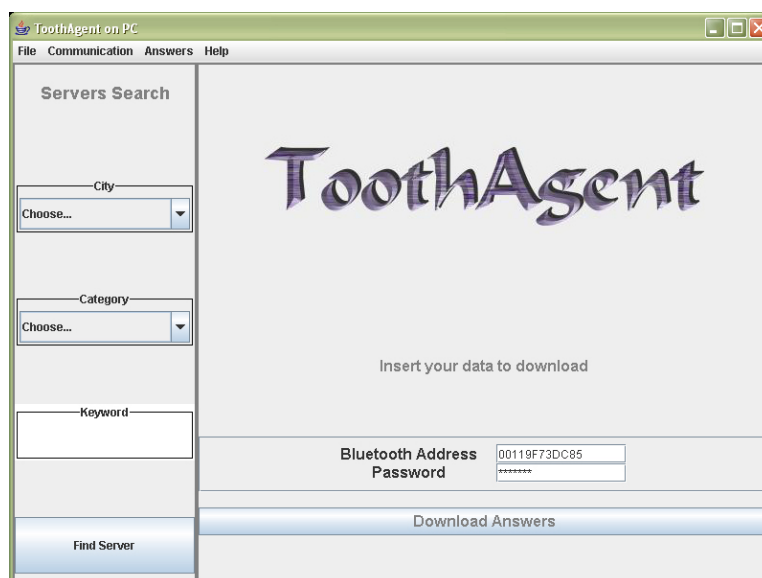 ToothAgent on PC
File Communication Answers Help
Servers Search
City
Choose...
Category
Choose...
Keyword
Find Server
ToothAgent
Insert your data to download
Bluetooth Address 00119F73DC85
Password *******
Download Answers